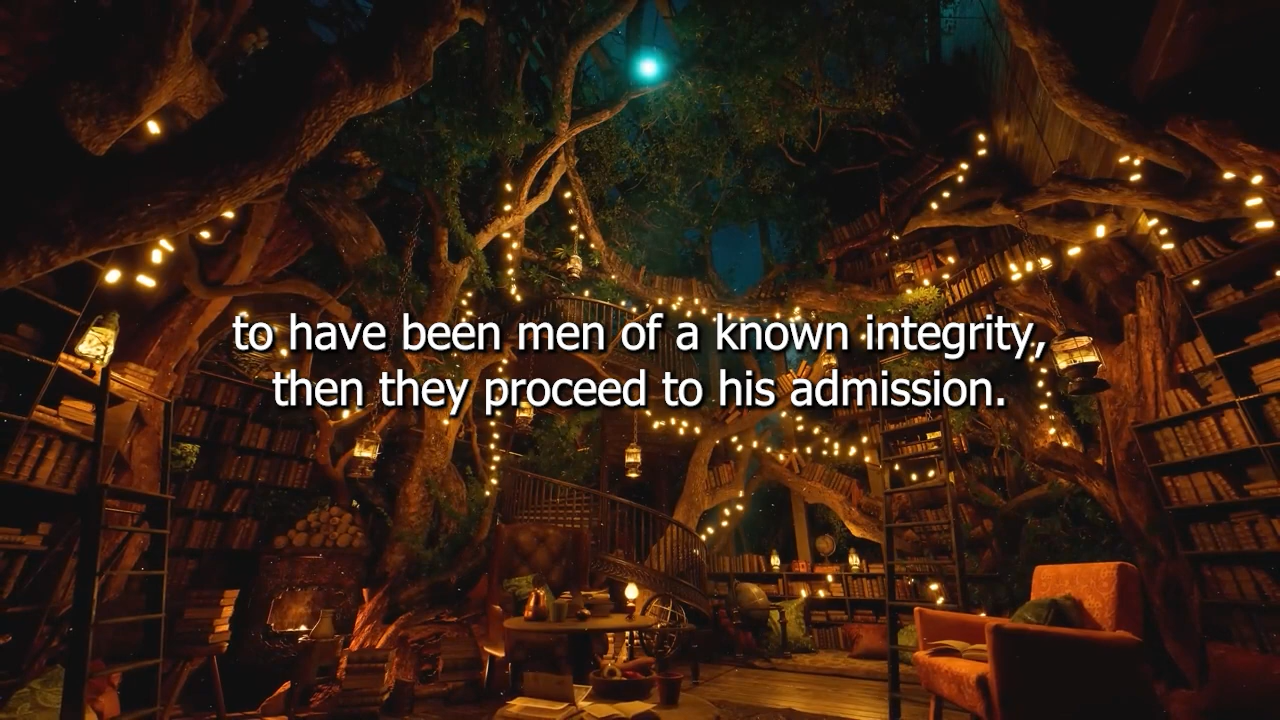 to have been men of a known integrity,
then they proceed to his admission.